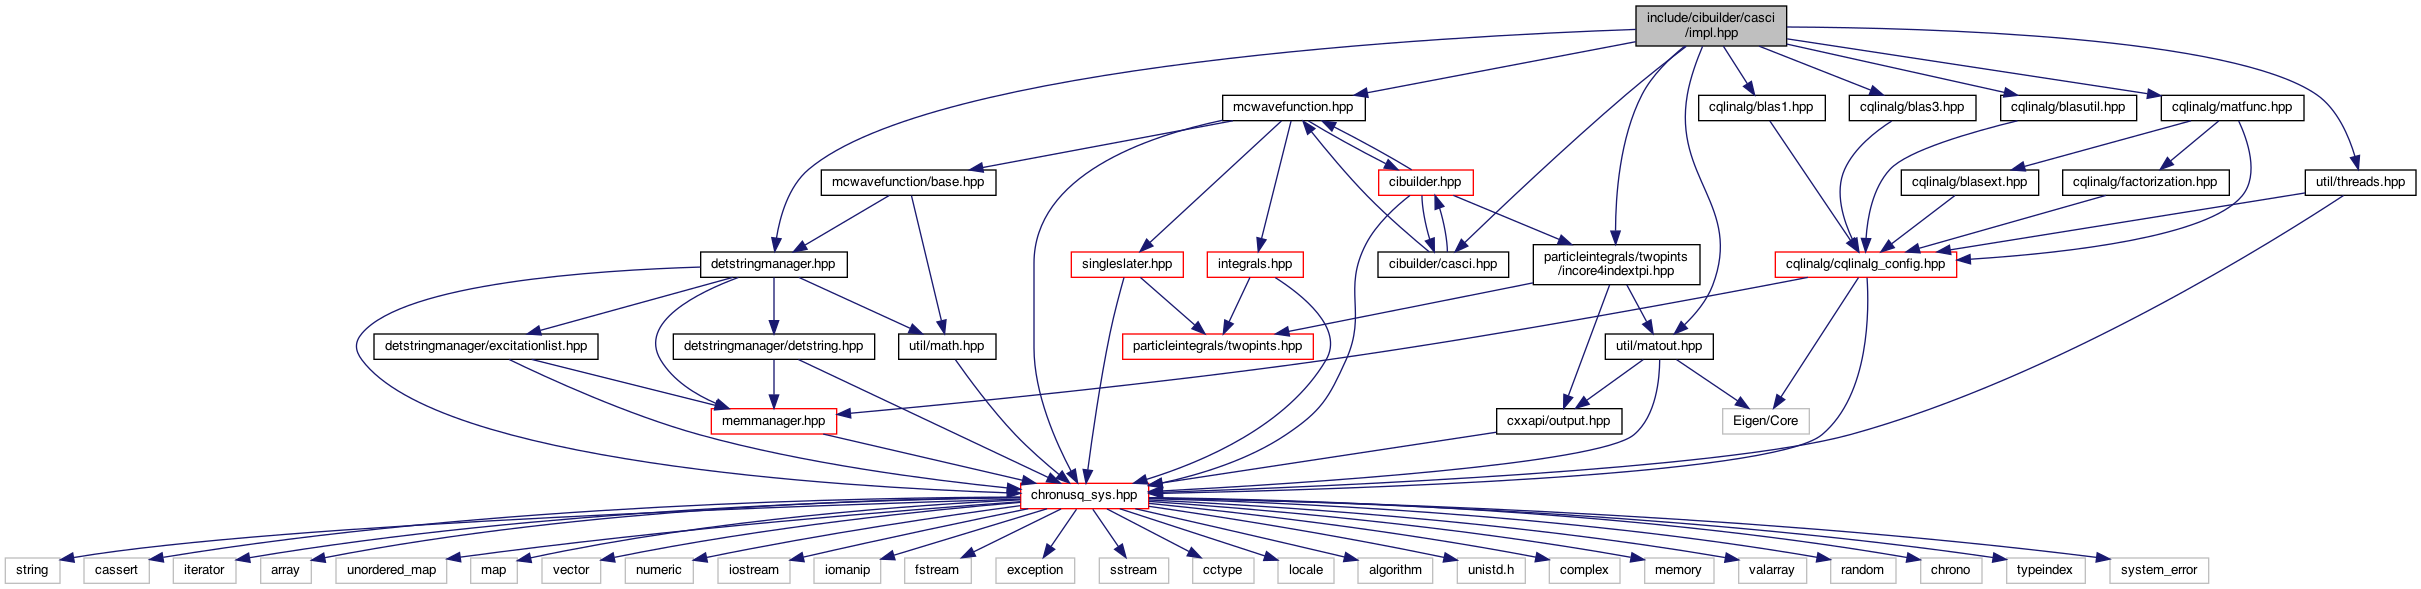 include/cibuilder/casci
/impl.hpp
mcwavefunction.hpp
cqlinalg/blas1.hpp
cqlinalg/blas3.hpp
cqlinalg/blasutil.hpp
cqlinalg/matfunc.hpp
mcwavefunction/base.hpp
cibuilder.hpp
cqlinalg/blasext.hpp
cqlinalg/factorization.hpp
util/threads.hpp
detstringmanager.hpp
singleslater.hpp
integrals.hpp
cibuilder/casci.hpp
particleintegrals/twopints
/incore4indextpi.hpp
cqlinalg/cqlinalg_config.hpp
detstringmanager/excitationlist.hpp
detstringmanager/detstring.hpp
util/math.hpp
particleintegrals/twopints.hpp
util/matout.hpp
memmanager.hpp
cxxapi/output.hpp
Eigen/Core
chronusq_sys.hpp
string
cassert
iterator
array
unordered_map
map
vector
numeric
iostream
iomanip
fstream
exception
sstream
cctype
locale
algorithm
unistd.h
complex
memory
valarray
random
chrono
typeindex
system_error